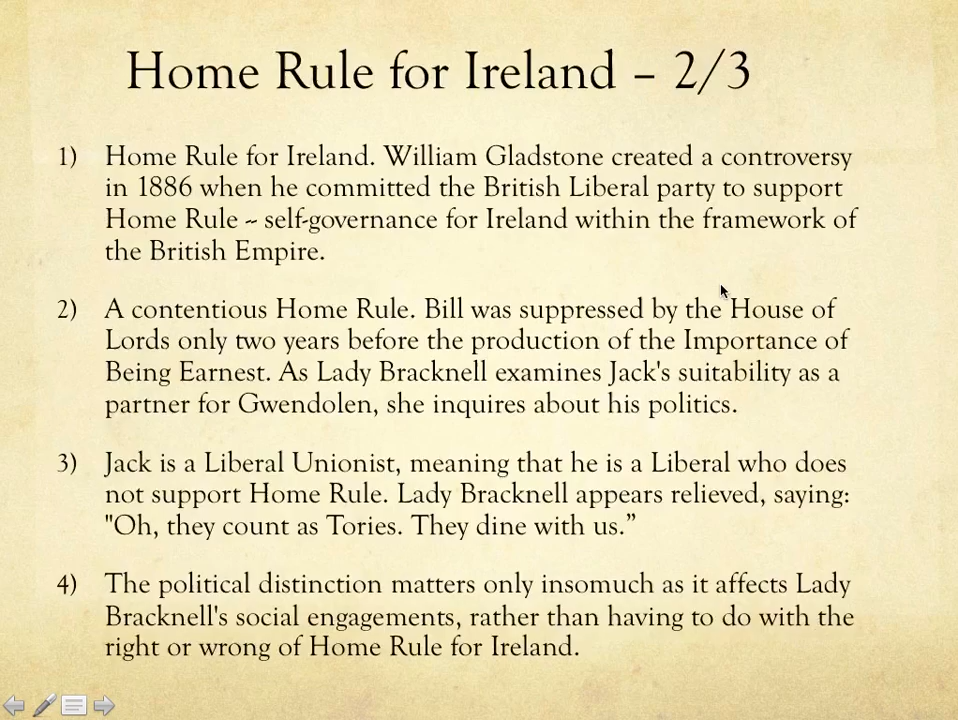 Home Rule for Ireland – 2/3
1) Home Rule for Ireland. William Gladstone created a controversy
in 1886 when he committed the British Liberal party to support
Home Rule -- self-governance for Ireland within the framework of
the British Empire.
2) A contentious Home Rule. Bill was suppressed by the House of
Lords only two years before the production of the Importance of
Being Earnest. As Lady Bracknell examines Jack's suitability as a
partner for Gwendolen, she inquires about his politics.
3) Jack is a Liberal Unionist, meaning that he is a Liberal who does
not support Home Rule. Lady Bracknell appears relieved, saying:
"Oh, they count as Tories. They dine with us.”
4) The political distinction matters only insomuch as it affects Lady
Bracknell's social engagements, rather than having to do with the
right or wrong of Home Rule for Ireland.